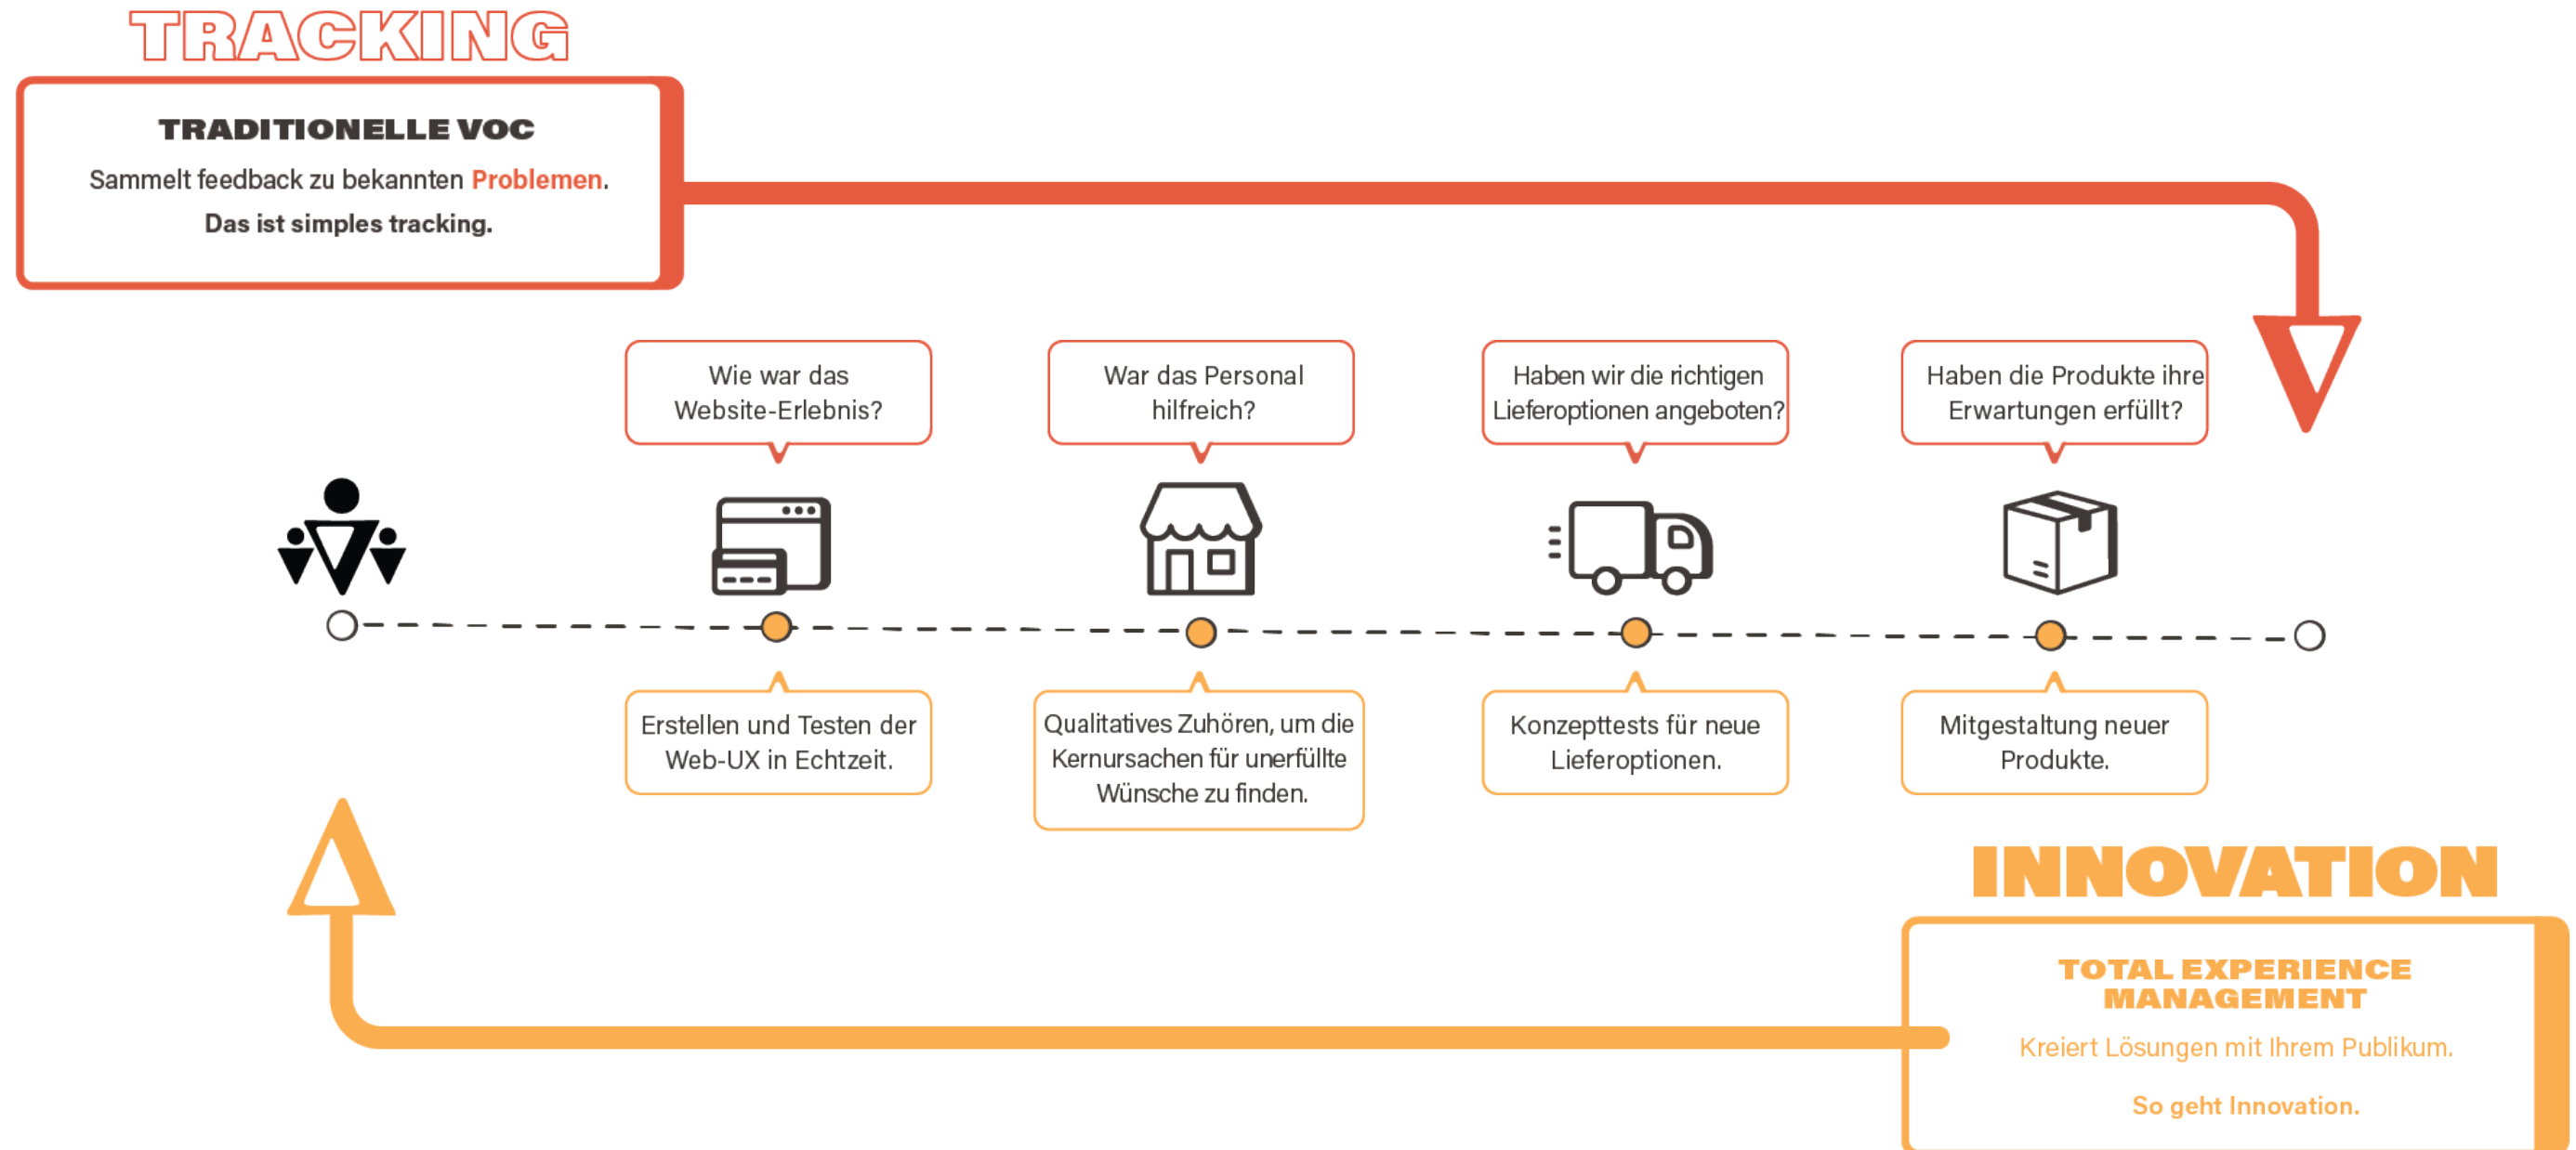 TRACKING
TRADITIONELLE VOC
Sammelt feedback zu bekannten Problemen.
Das ist simples tracking.
Wie war das
Website-Erlebnis?
War das Personal
hilfreich?
Haben wir die richtigen
Lieferoptionen angeboten?
Haben die Produkte ihre
Erwartungen erfüllt?
Erstellen und Testen der
Web-UX in Echtzeit.
Qualitatives Zuhören, um die
Kernursachen für unerfüllte
Wünsche zu finden.
Konzepttests für neue
Lieferoptionen.
Mitgestaltung neuer
Produkte.
INNOVATION
TOTAL EXPERIENCE
MANAGEMENT
Kreiert Lösungen mit Ihrem Publikum.
So geht Innovation.